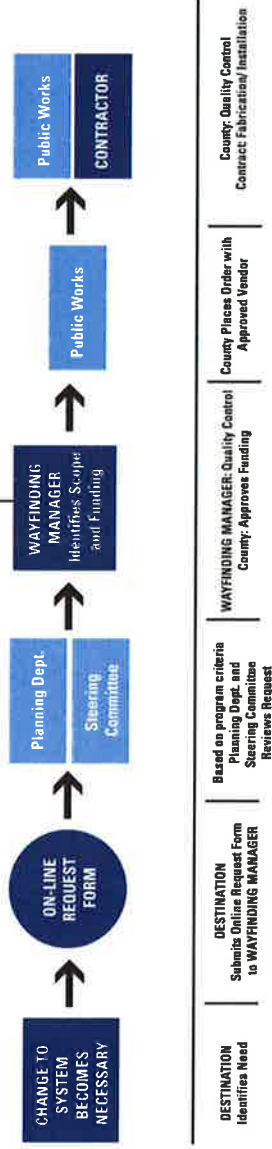 CHANGE TO
SYSTEM
BECOMES
NECESSARY
ON-LINE
REQUEST
FORM
Planning Dept.
Steering
Committee
WAYFINDING
MANAGER
Identifies Scope
and Funding
Public Works
Public Works
CONTRACTOR
DESTINATION
Identifies Need
DESTINATION
Submits Online Request Form
to WAYFINDING MANAGER
Based on program criteria
Planning Dept. and
Steering Committee
Reviews Request
WAYFINDING MANAGER: Quality Control
County: Approves Funding
County Places Order with
Approved Vendor
County: Quality Control
Contract: Fabrication/Installation